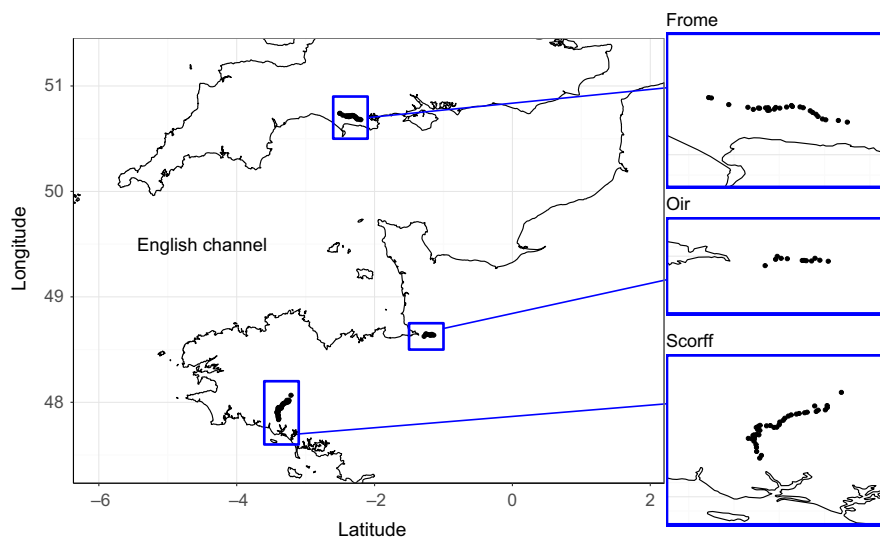 Frome
51
50
49
48
Longitude
English channel
Oir
Scorff
−6
−4
−2
0
2
Latitude